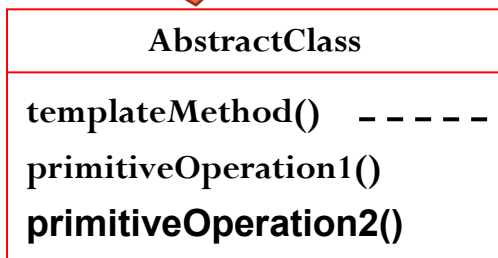 AbstractClass
templateMethod()
primitiveOperation1()
primitiveOperation2()